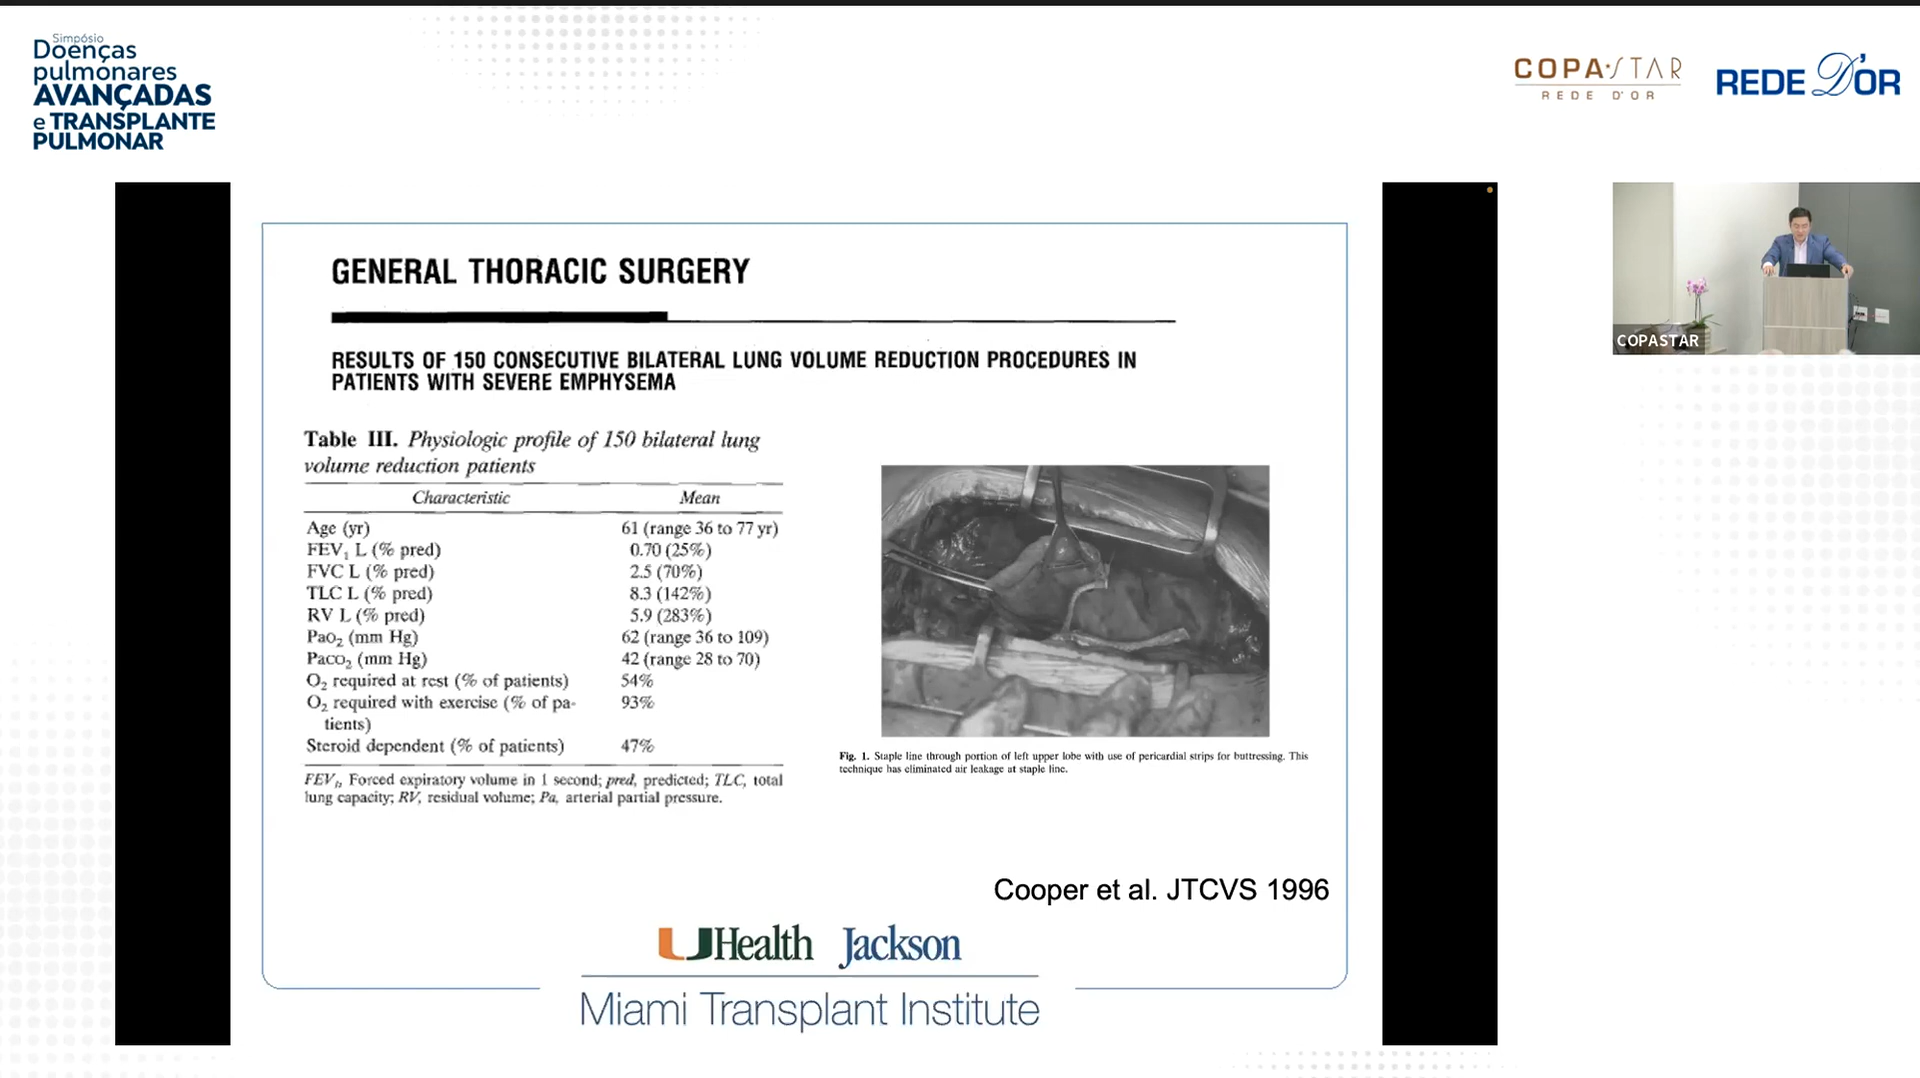 Simpósio
Doenças
pulmonares
AVANÇADAS
e TRANSPLANTE
PULMONAR
COPA STAR
REDE D'OR
REDE D'OR
COPASTAR
GENERAL THORACIC SURGERY
RESULTS OF 150 CONSECUTIVE BILATERAL LUNG VOLUME REDUCTION PROCEDURES IN
PATIENTS WITH SEVERE EMPHYSEMA
Table III. Physiologic profile of 150 bilateral lung
volume reduction patients
Characteristic Mean
Age (yr) 61 (range 36 to 77 yr)
FEV₁ L (% pred) 0.70 (25%)
FVC L (% pred) 2.5 (70%)
TLC L (% pred) 8.3 (142%)
RV L (% pred) 5.9 (283%)
PaO₂ (mm Hg) 62 (range 36 to 109)
PaCO₂ (mm Hg) 42 (range 28 to 70)
O₂ required at rest (% of patients) 54%
O₂ required with exercise (% of pa- 93%
tients)
Steroid dependent (% of patients) 47%
FEV₁, Forced expiratory volume in 1 second; pred, predicted; TLC, total
lung capacity; RV, residual volume; Pa, arterial partial pressure.
Fig. 1. Staple line through portion of left upper lobe with use of pericardial strips for buttressing. This
technique has eliminated air leakage at staple line.
Cooper et al. JTCVS 1996
UHealth Jackson
Miami Transplant Institute